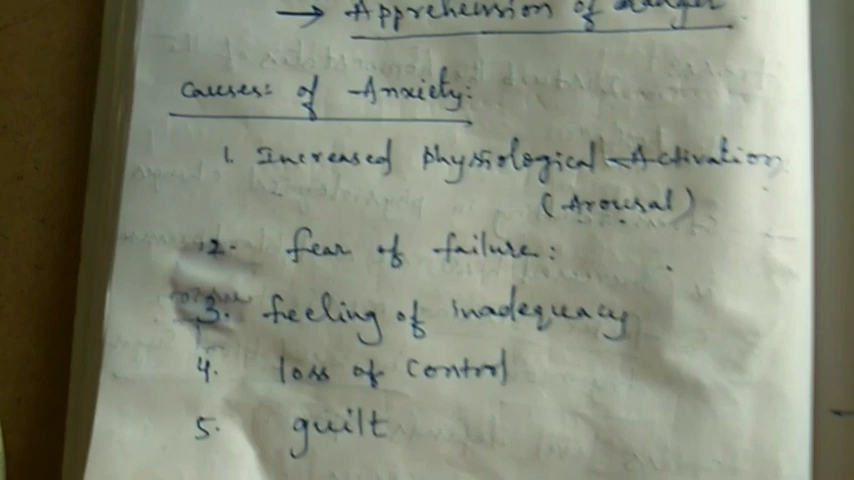 → Apprehension of danger
Causes: of Anxiety:
1. Increased physiological Activation
(Arousal)
2. fear of failure:
3. feeling of inadequacy
4. loss of control
5. guilt